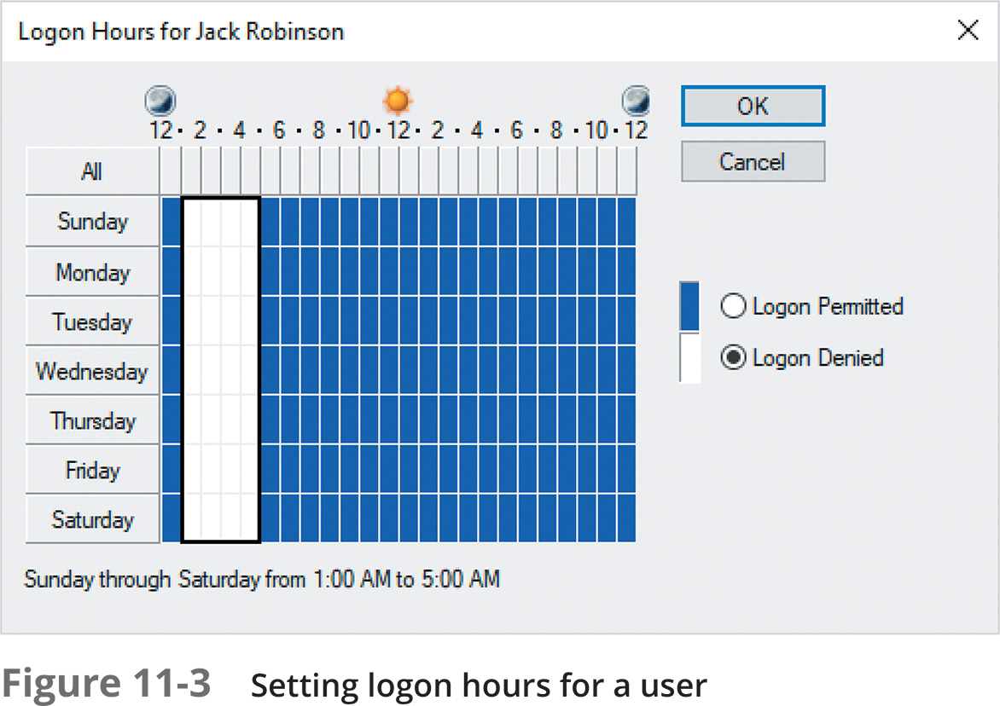 Logon Hours for Jack Robinson
12 · 2 · 4 · 6 · 8 · 10 · 12 · 2 · 4 · 6 · 8 · 10 · 12
OK
Cancel
All
Sunday
Monday
Tuesday
Wednesday
Thursday
Friday
Saturday
Logon Permitted
Logon Denied
Sunday through Saturday from 1:00 AM to 5:00 AM
Figure 11-3 Setting logon hours for a user